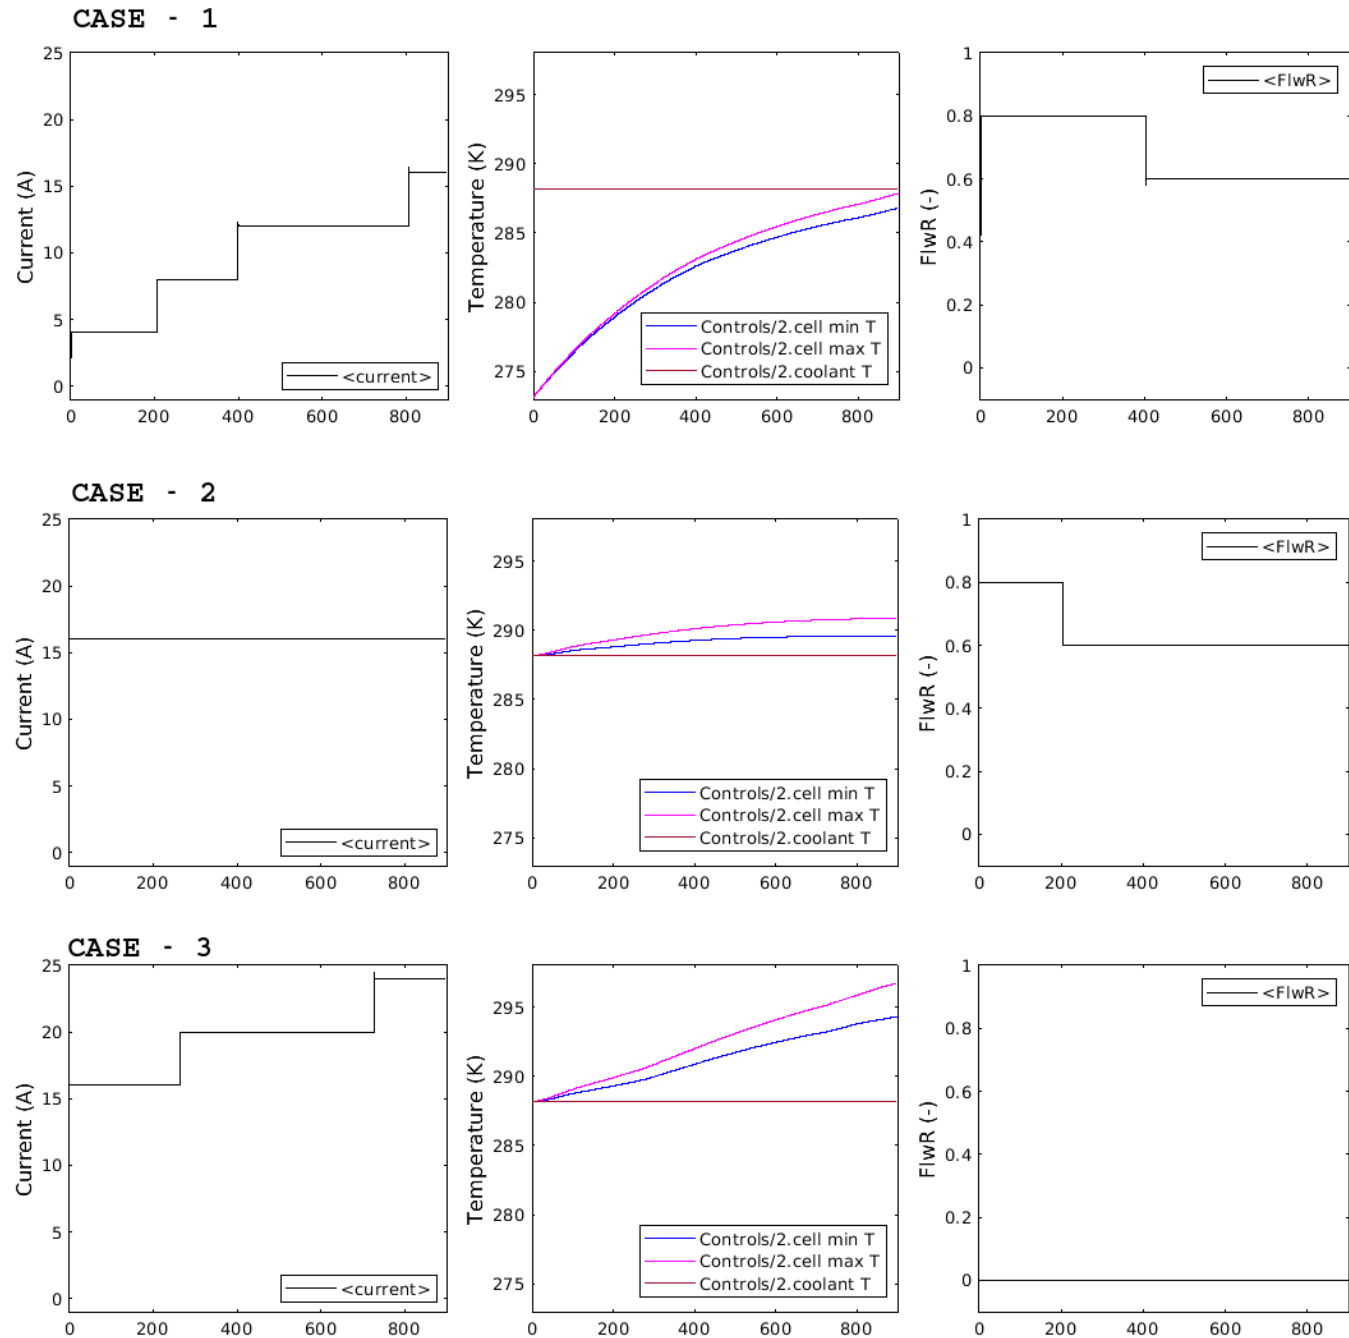 CASE - 1
25
20
15
10
5
0
Current (A)
<current>
0 200 400 600 800
295
290
285
280
275
Temperature (K)
Controls/2.cell min T
Controls/2.cell max T
Controls/2.coolant T
0 200 400 600 800
1
0.8
0.6
0.4
0.2
0
FlwR (-)
<FlwR>
0 200 400 600 800
CASE - 2
25
20
15
10
5
0
Current (A)
<current>
0 200 400 600 800
295
290
285
280
275
Temperature (K)
Controls/2.cell min T
Controls/2.cell max T
Controls/2.coolant T
0 200 400 600 800
1
0.8
0.6
0.4
0.2
0
FlwR (-)
<FlwR>
0 200 400 600 800
CASE - 3
25
20
15
10
5
0
Current (A)
<current>
0 200 400 600 800
295
290
285
280
275
Temperature (K)
Controls/2.cell min T
Controls/2.cell max T
Controls/2.coolant T
0 200 400 600 800
1
0.8
0.6
0.4
0.2
0
FlwR (-)
<FlwR>
0 200 400 600 800